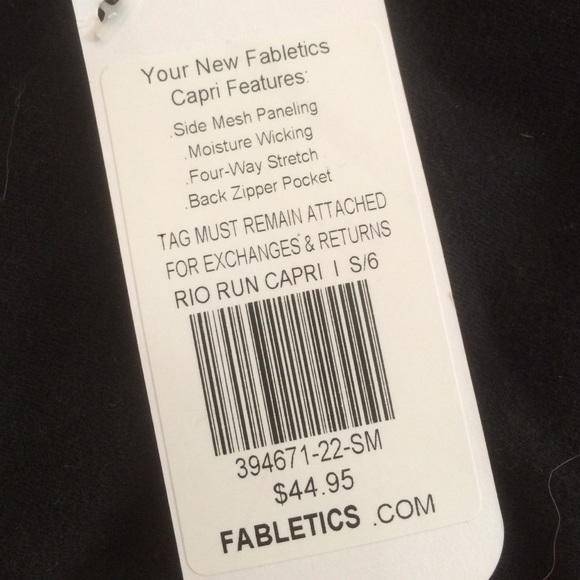 Your New Fabletics
Capri Features:
.Side Mesh Paneling
.Moisture Wicking
.Four-Way Stretch
.Back Zipper Pocket
TAG MUST REMAIN ATTACHED
FOR EXCHANGES & RETURNS
RIO RUN CAPRI I S/6
394671-22-SM
$44.95
FABLETICS .COM